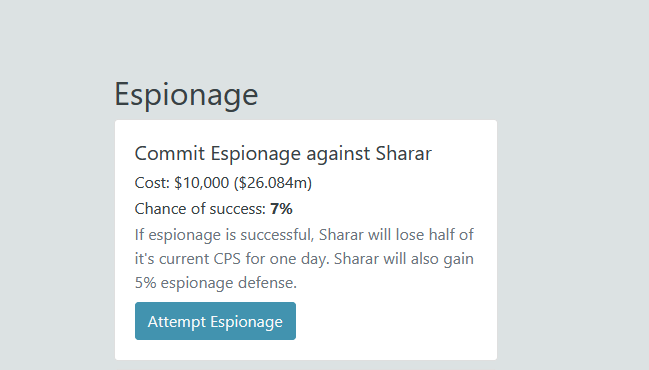 Espionage
Commit Espionage against Sharar
Cost: $10,000 ($26.084m)
Chance of success: 7%
If espionage is successful, Sharar will lose half of
it's current CPS for one day. Sharar will also gain
5% espionage defense.
Attempt Espionage